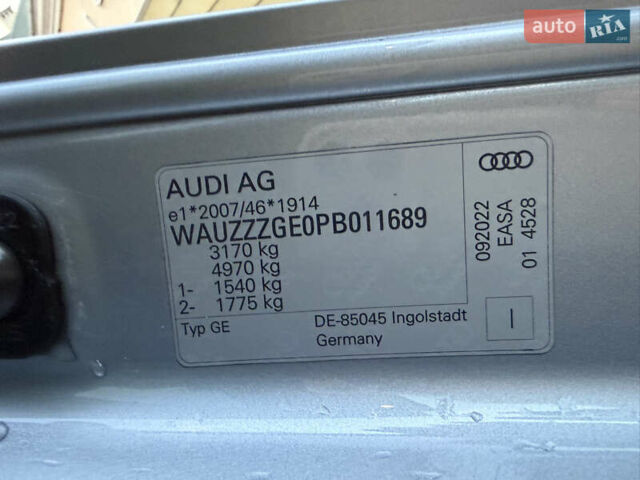 auto RIA .com
AUDI AG
e1*2007/46*1914
WAUZZZGE0PB011689
3170 kg
4970 kg
1- 1540 kg
2- 1775 kg
Typ GE
DE-85045 Ingolstadt
Germany
092022
EASA
01 4528
I